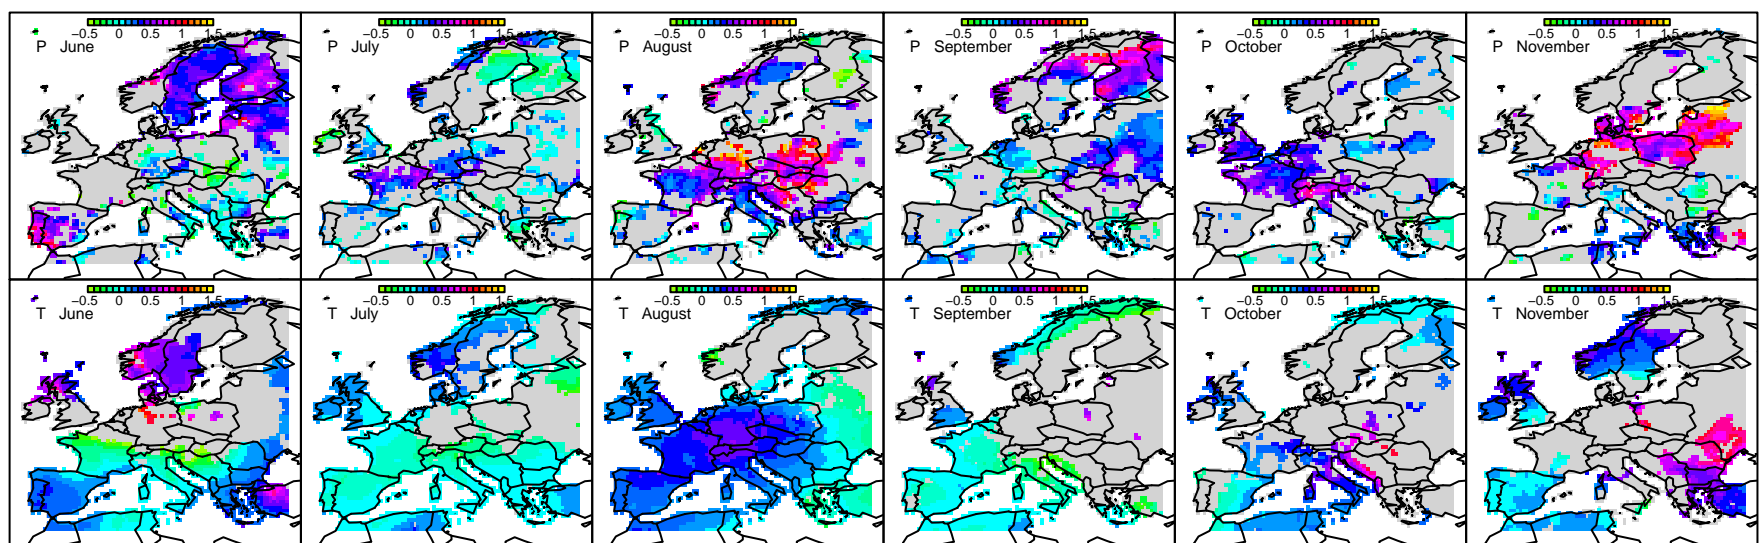 −0.5 0 0.5 1 1.5
P June
−0.5 0 0.5 1 1.5
P July
−0.5 0 0.5 1 1.5
P August
−0.5 0 0.5 1 1.5
P September
−0.5 0 0.5 1 1.5
P October
−0.5 0 0.5 1 1.5
P November
−0.5 0 0.5 1 1.5
T June
−0.5 0 0.5 1 1.5
T July
−0.5 0 0.5 1 1.5
T August
−0.5 0 0.5 1 1.5
T September
−0.5 0 0.5 1 1.5
T October
−0.5 0 0.5 1 1.5
T November